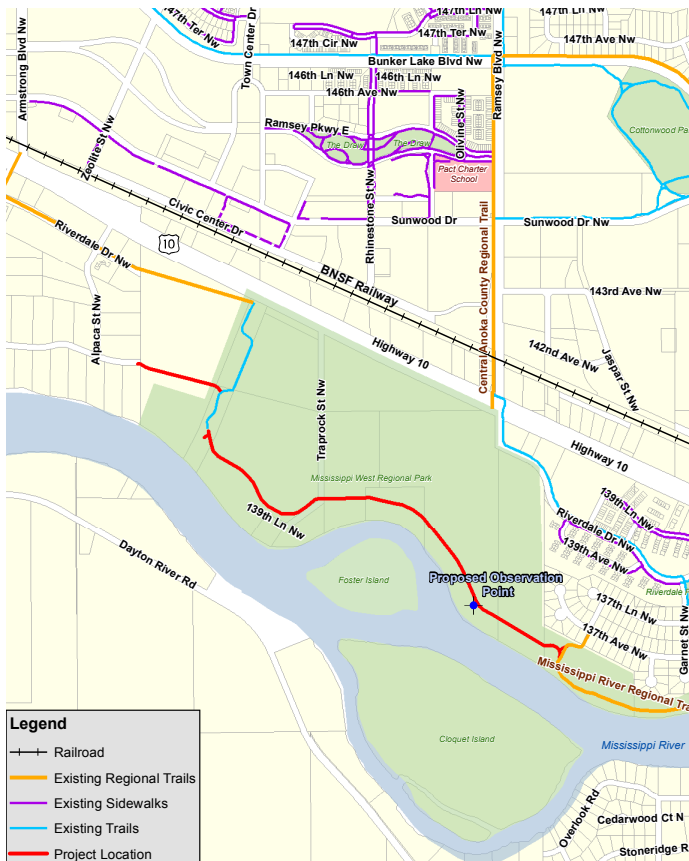 147th Ter Nw
147th Cir Nw
Town Center Dr
147th Ln Nw
147th Ter Nw
Bunker Lake Blvd Nw
Ramsey Blvd Nw
147th Ln Nw
147th Ave Nw
Armstrong Blvd Nw
146th Ln Nw
146th Ln Nw
146th Ave Nw
Zeolite St Nw
Ramsey Pkwy E
The Draw
The Draw
Olivine St Nw
Cottonwood Pa
Pact Charter
School
Rhinestone St Nw
Civic Center Dr
Sunwood Dr
Sunwood Dr Nw
10
Riverdale Dr Nw
BNSF Railway
Central Anoka County Regional Trail
143rd Ave Nw
Alpaca St Nw
Highway 10
142nd Ave Nw
Jaspar St Nw
Traprock St Nw
Highway 10
Mississippi West Regional Park
139th Ln Nw
139th Ln Nw
Riverdale Dr Nw
139th Ave Nw
Dayton River Rd
Foster Island
Proposed Observation
Point
Riverdale P
137th Ln Nw
137th Ave Nw
Garnet St Nw
Mississippi River Regional Tra
Cloquet Island
Mississippi River
Overlook Rd
Cedarwood Ct N
Stoneridge R
Legend
Railroad
Existing Regional Trails
Existing Sidewalks
Existing Trails
Project Location